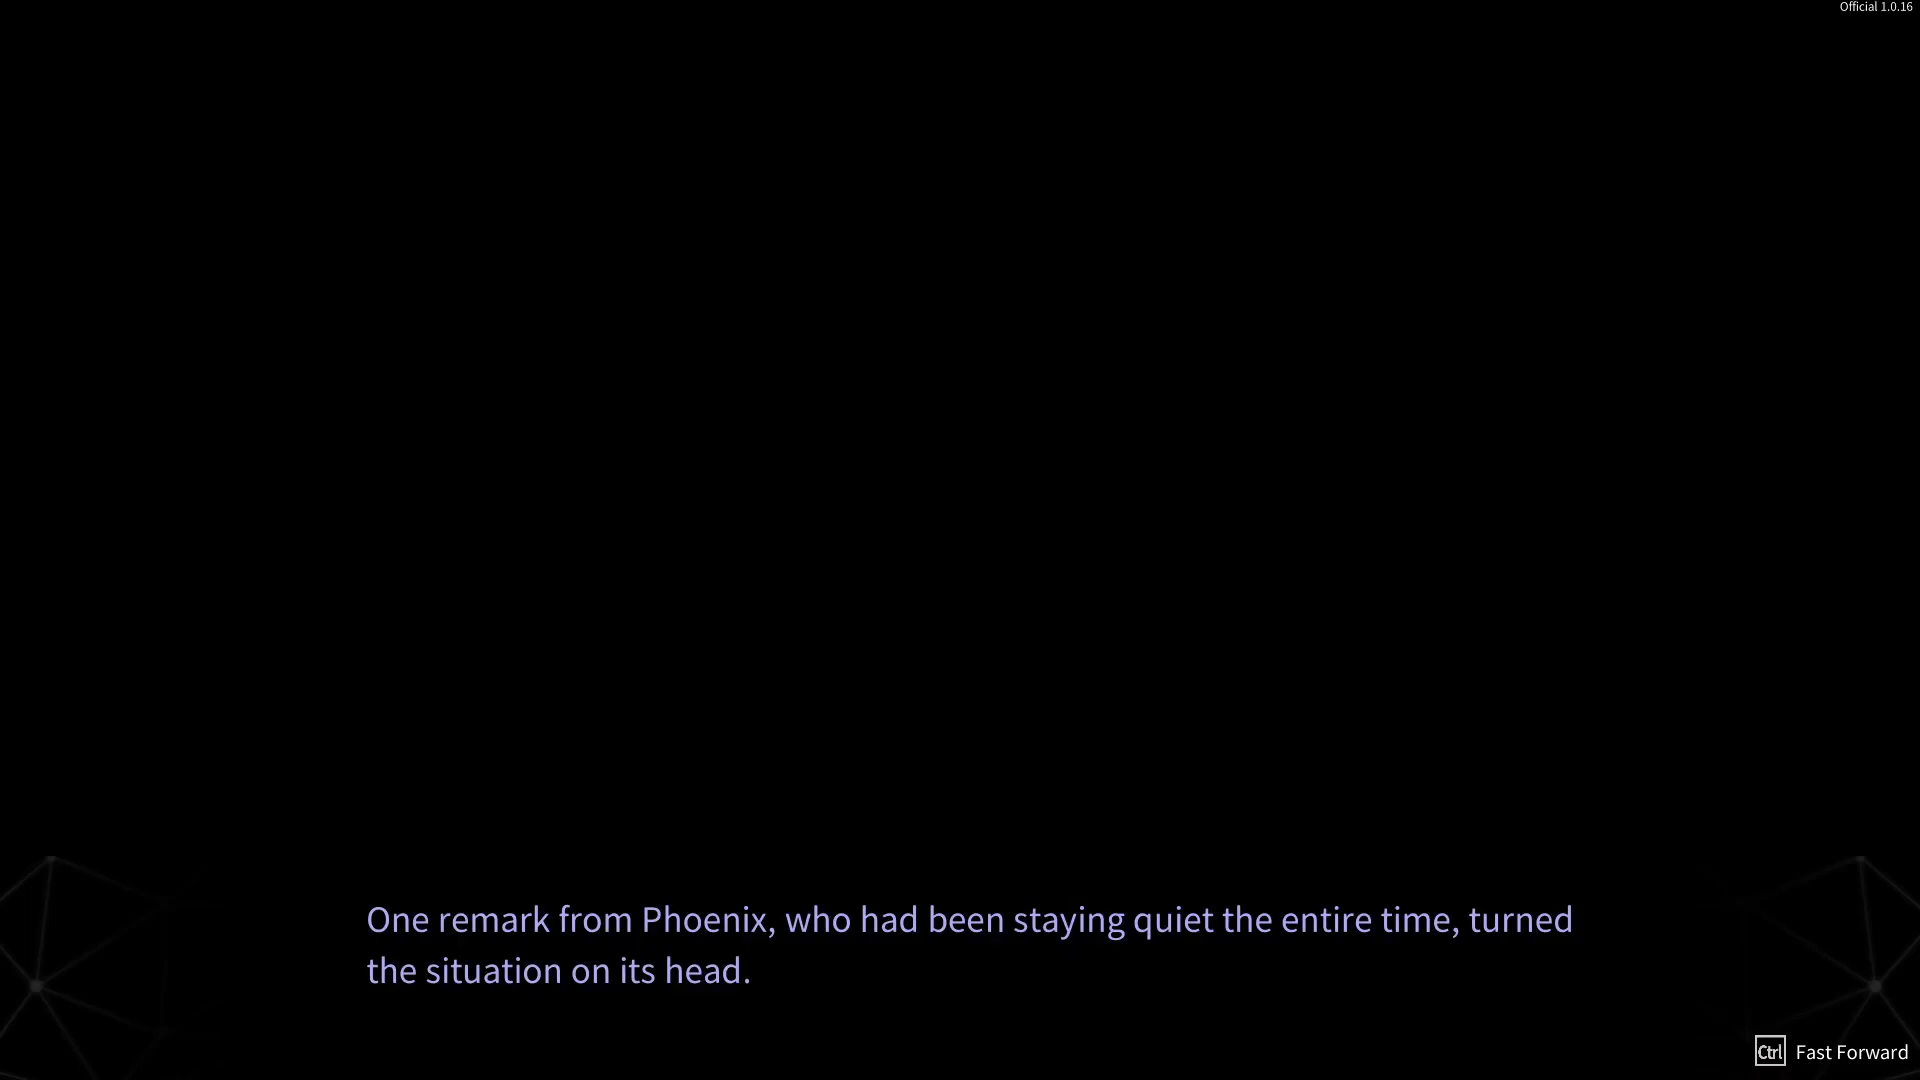 Official 1.0.16
One remark from Phoenix, who had been staying quiet the entire time, turned
the situation on its head.
Ctrl Fast Forward